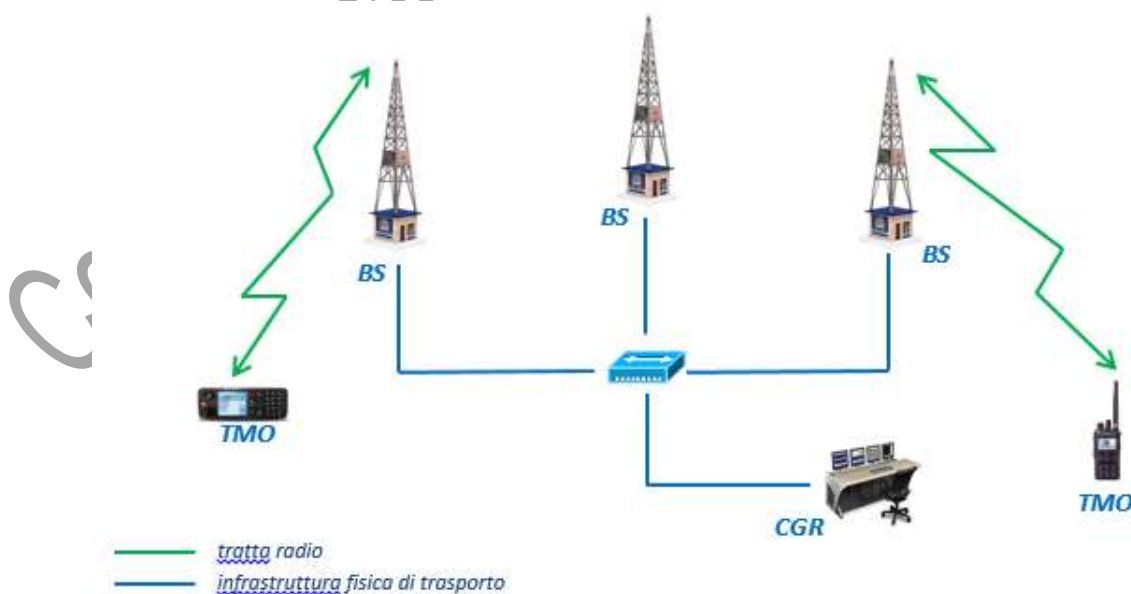 BS
BS
BS
TMO
TMO
CGR
tratta radio
infrastruttura fisica di trasporto